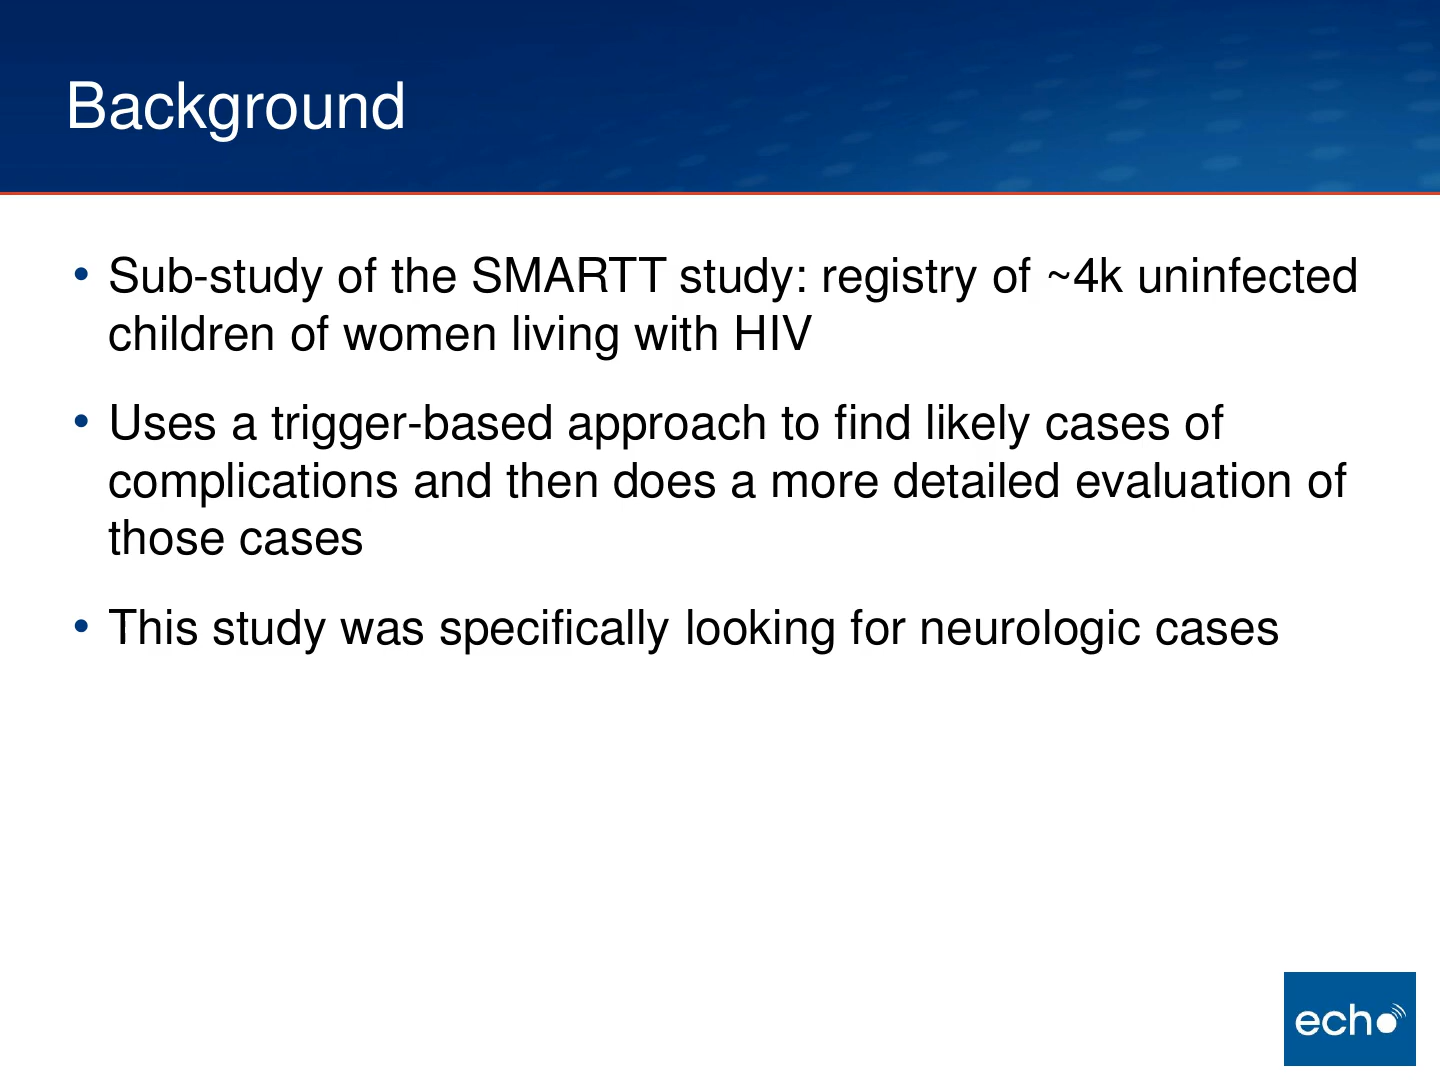 Background
• Sub-study of the SMARTT study: registry of ~4k uninfected
children of women living with HIV
• Uses a trigger-based approach to find likely cases of
complications and then does a more detailed evaluation of
those cases
• This study was specifically looking for neurologic cases
echo